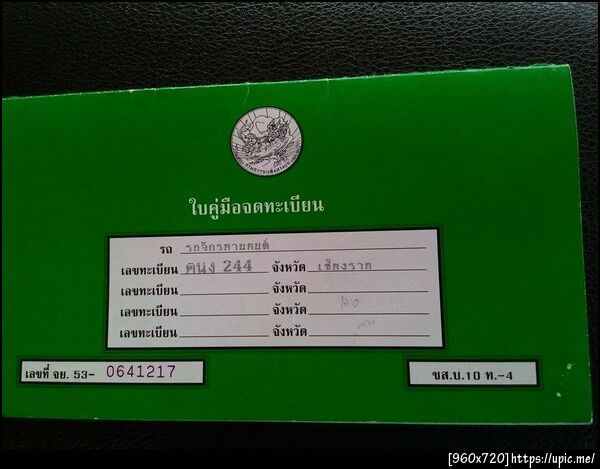 ใบคู่มือจดทะเบียน
รถ รถจักรยานยนต์
เลขทะเบียน คนง 244 จังหวัด เชียงราย
เลขทะเบียน จังหวัด
เลขทะเบียน จังหวัด
เลขทะเบียน จังหวัด
เลขที่ จย. 53- 0641217
ขส.บ.10 ท.-4
[960x720]https://upic.me/